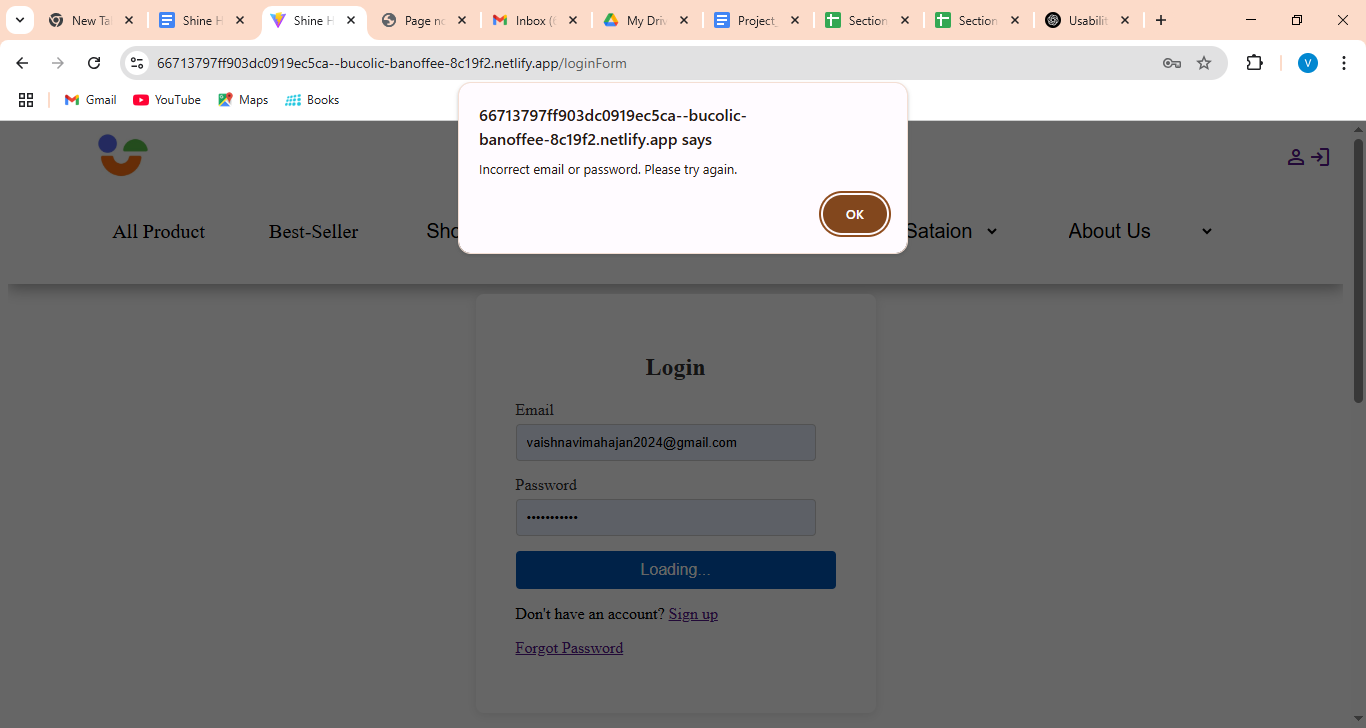 New Ta
Shine H
Shine H
Page no
Inbox (
My Driv
Project_
Section
Section
Usabilit
66713797ff903dc0919ec5ca--bucolic-banoffee-8c19f2.netlify.app/loginForm
V
Gmail
YouTube
Maps
Books
66713797ff903dc0919ec5ca--bucolic-
banoffee-8c19f2.netlify.app says
Incorrect email or password. Please try again.
OK
All Product
Best-Seller
Sho
Sataion
About Us
Login
Email
vaishnavimahajan2024@gmail.com
Password
Loading...
Don't have an account? Sign up
Forgot Password